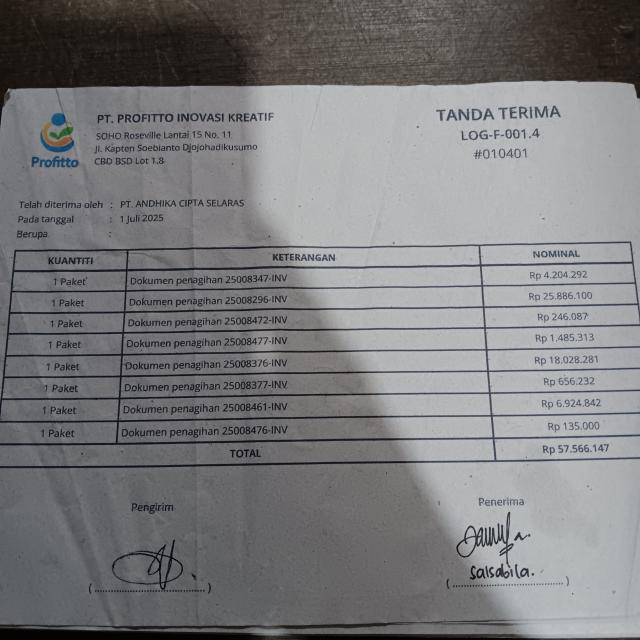 Profitto
PT. PROFITTO INOVASI KREATIF
SOHO Roseville Lantai 15 No. 11
Jl. Kapten Soebianto Djojohadikusumo
CBD BSD Lot 1.8
TANDA TERIMA
LOG-F-001.4
#010401
Telah diterima oleh : PT. ANDHIKA CIPTA SELARAS
Pada tanggal : 1 Juli 2025
Berupa :
KUANTITI KETERANGAN NOMINAL
1 Paket Dokumen penagihan 25008347-INV Rp 4.204.292
1 Paket Dokumen penagihan 25008296-INV Rp 25.886.100
1 Paket Dokumen penagihan 25008472-INV Rp 246.087
1 Paket Dokumen penagihan 25008477-INV Rp 1.485.313
1 Paket Dokumen penagihan 25008376-INV Rp 18.028.281
1 Paket Dokumen penagihan 25008377-INV Rp 656.232
1 Paket Dokumen penagihan 25008461-INV Rp 6.924.842
1 Paket Dokumen penagihan 25008476-INV Rp 135.000
TOTAL Rp 57.566.147
Pengirim Penerima
salsabila.
(....................) (....................)